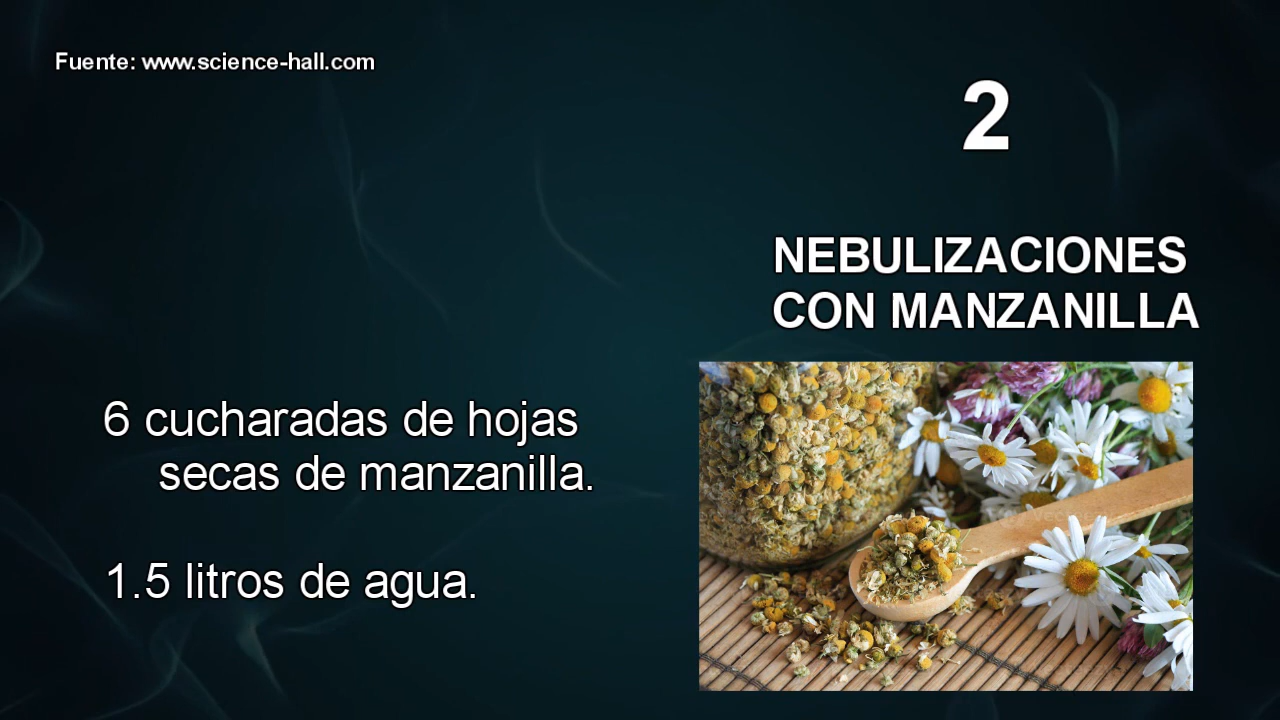 Fuente: www.science-hall.com
2
NEBULIZACIONES
CON MANZANILLA
6 cucharadas de hojas
secas de manzanilla.
1.5 litros de agua.